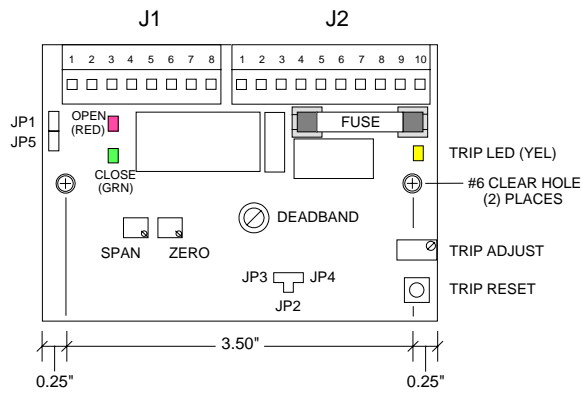 J1 J2
1 2 3 4 5 6 7 8 1 2 3 4 5 6 7 8 9 10
JP1
JP5
OPEN
(RED)
CLOSE
(GRN)
FUSE
TRIP LED (YEL)
#6 CLEAR HOLE
(2) PLACES
DEADBAND
SPAN ZERO
TRIP ADJUST
JP3 JP4
JP2
TRIP RESET
3.50"
0.25" 0.25"